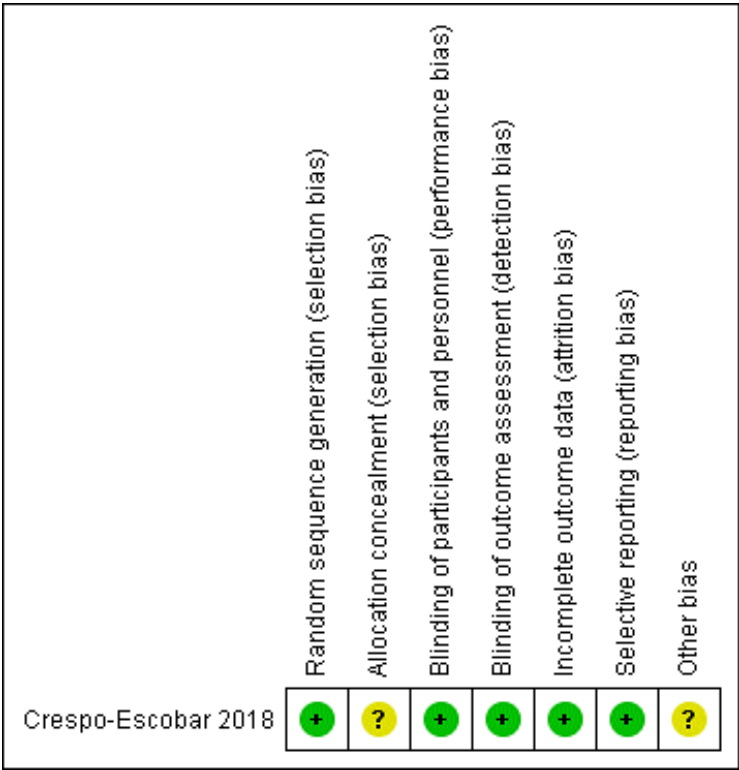 Random sequence generation (selection bias)
Allocation concealment (selection bias)
Blinding of participants and personnel (performance bias)
Blinding of outcome assessment (detection bias)
Incomplete outcome data (attrition bias)
Selective reporting (reporting bias)
Other bias
Crespo-Escobar 2018 + ? + + + + ?